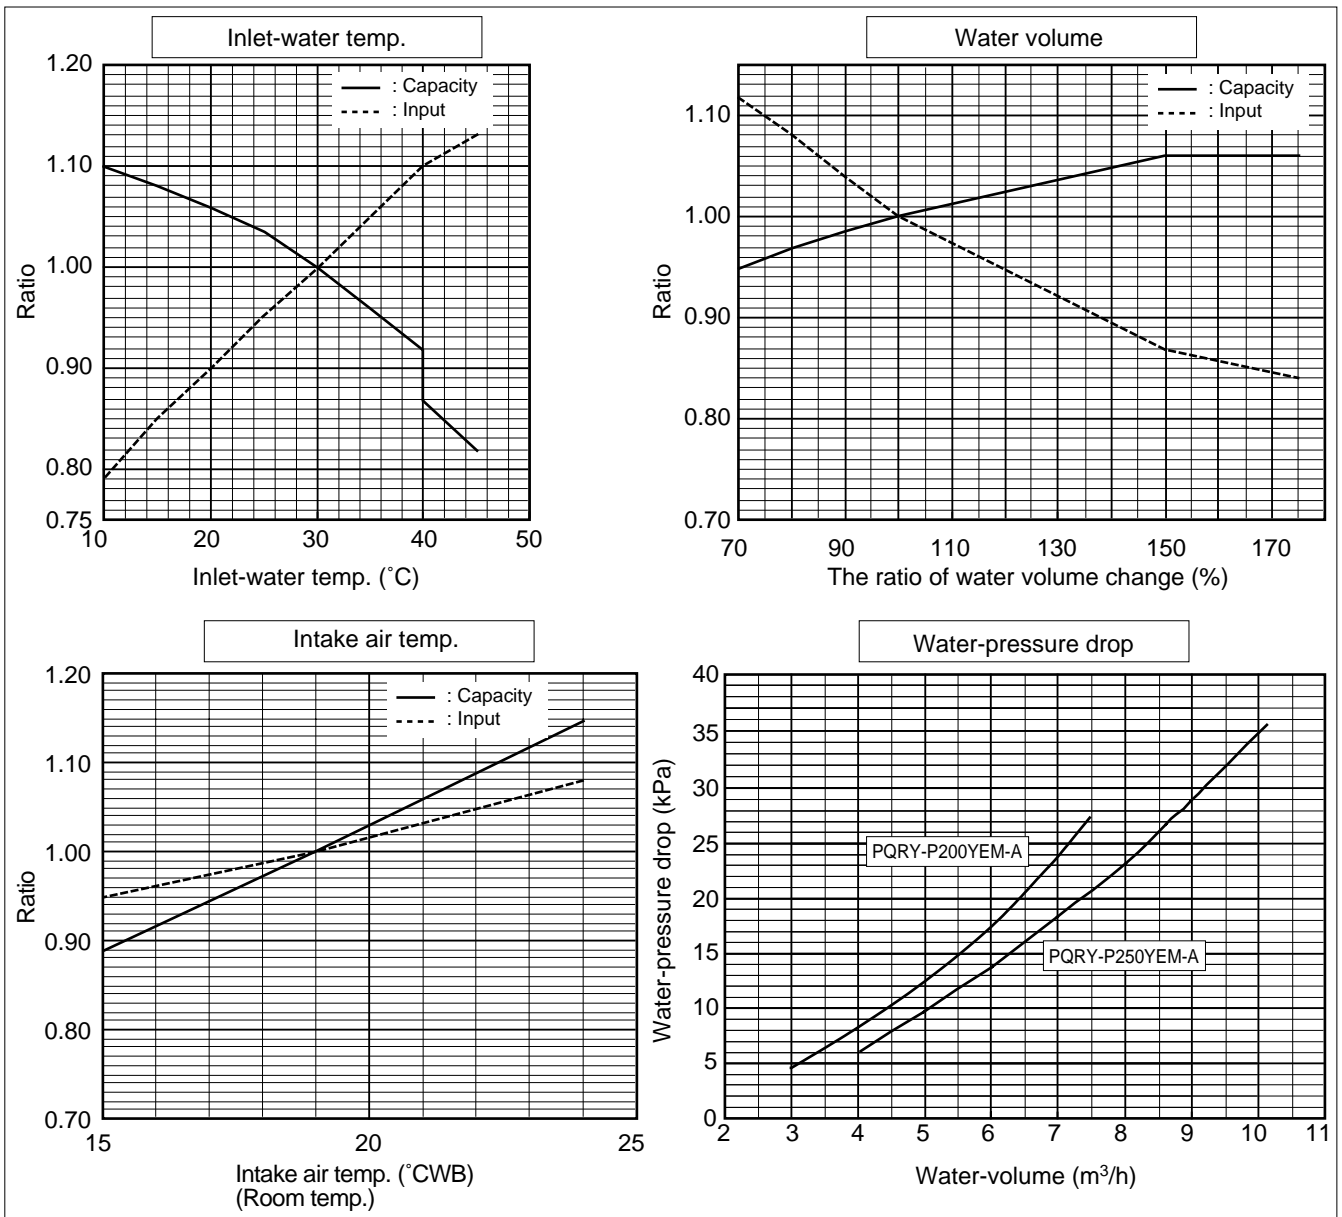 Inlet-water temp.
1.20
: Capacity
: Input
1.10
Ratio
1.00
0.90
0.80
0.75
10 20 30 40 50
Inlet-water temp. (˚C)
Water volume
1.10
: Capacity
: Input
1.00
Ratio
0.90
0.80
0.70
70 90 110 130 150 170
The ratio of water volume change (%)
Intake air temp.
1.20
: Capacity
: Input
1.10
1.00
Ratio
0.90
0.80
0.70
15 20 25
Intake air temp. (˚CWB)
(Room temp.)
Water-pressure drop
40
35
30
25
20
15
10
5
0
Water-pressure drop (kPa)
PQRY-P200YEM-A
PQRY-P250YEM-A
2 3 4 5 6 7 8 9 10 11
Water-volume (m³/h)